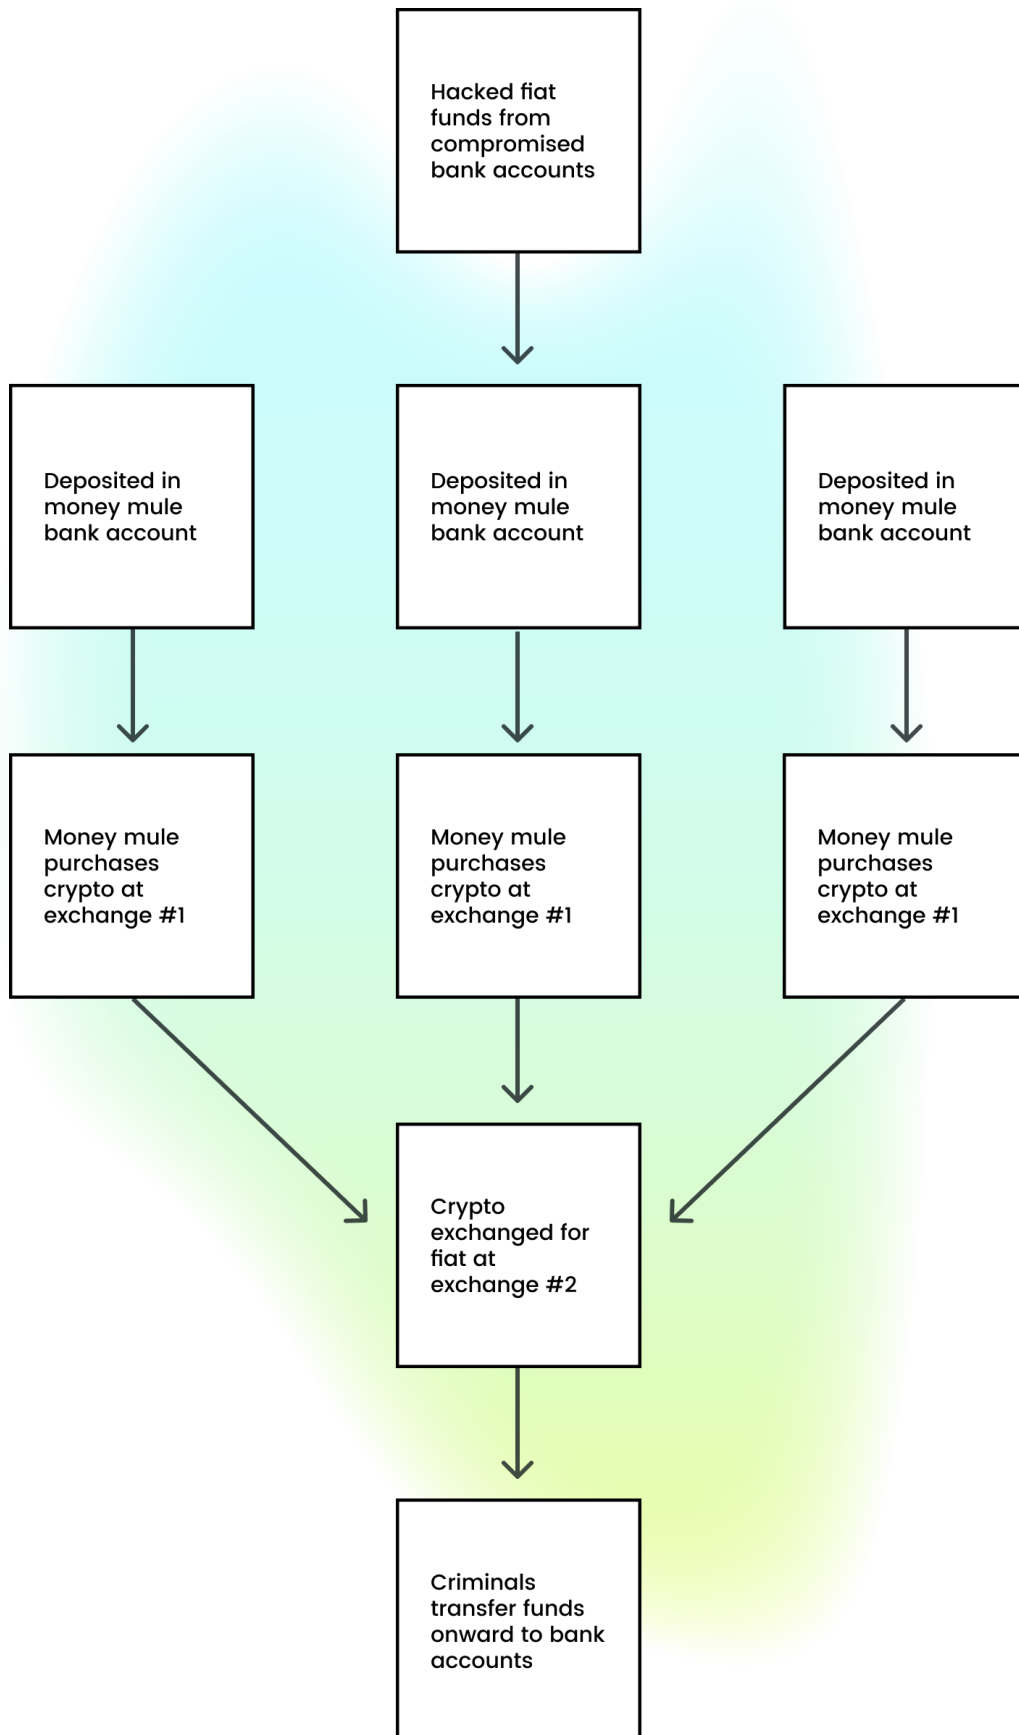 Hacked fiat
funds from
compromised
bank accounts
Deposited in
money mule
bank account
Deposited in
money mule
bank account
Deposited in
money mule
bank account
Money mule
purchases
crypto at
exchange #1
Money mule
purchases
crypto at
exchange #1
Money mule
purchases
crypto at
exchange #1
Crypto
exchanged for
fiat at
exchange #2
Criminals
transfer funds
onward to bank
accounts